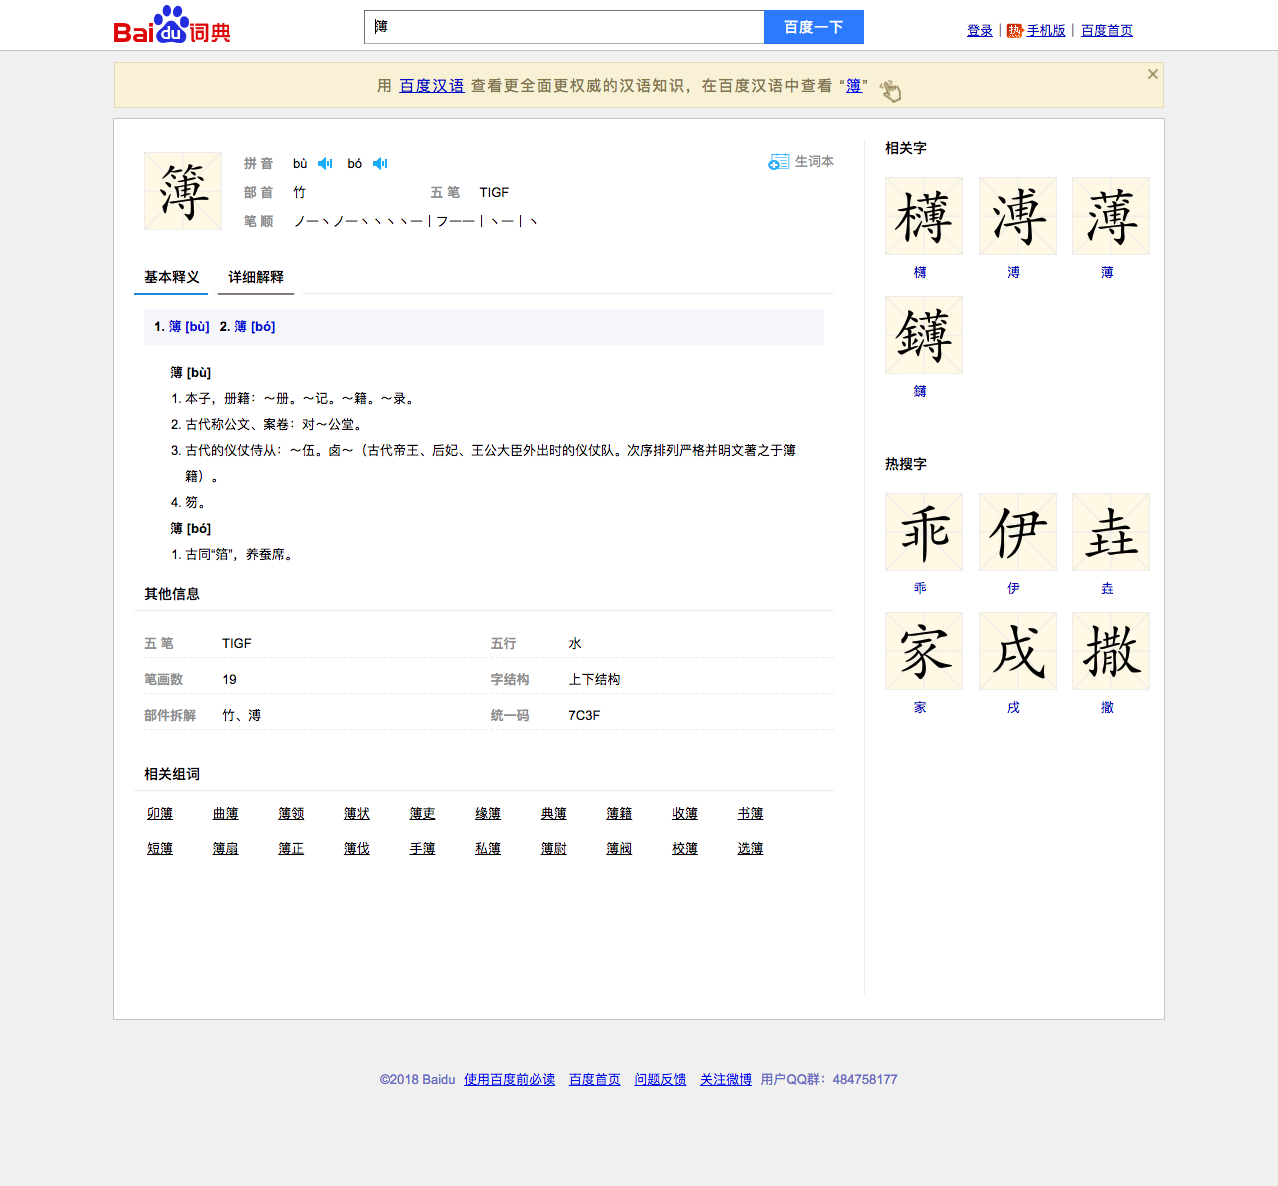 Bai du 词典
簿
百度一下
登录 | 热 手机版 | 百度首页
用 百度汉语 查看更全面更权威的汉语知识，在百度汉语中查看 “簿”
簿
拼 音 bù bó
生词本
部 首 竹 五 笔 TIGF
笔 顺 ノ一丶ノ一丶丶丶丶一丨フ一一丨丶一丨丶
基本释义 详细解释
1. 簿 [bù] 2. 簿 [bó]
簿 [bù]
1. 本子，册籍：～册。～记。～籍。～录。
2. 古代称公文、案卷：对～公堂。
3. 古代的仪仗侍从：～伍。卤～（古代帝王、后妃、王公大臣外出时的仪仗队。次序排列严格并明文著之于簿
籍）。
4. 笏。
簿 [bó]
1. 古同“箔”，养蚕席。
其他信息
五 笔 TIGF 五行 水
笔画数 19 字结构 上下结构
部件拆解 竹、溥 统一码 7C3F
相关组词
卯簿 曲簿 簿领 簿状 簿吏 缘簿 典簿 簿籍 收簿 书簿
短簿 簿扇 簿正 簿伐 手簿 私簿 簿尉 簿阀 校簿 选簿
相关字
欂 溥 薄
欂 溥 薄
鑮
鑮
热搜字
乖 伊 垚
乖 伊 垚
家 戌 撒
家 戌 撒
©2018 Baidu 使用百度前必读 百度首页 问题反馈 关注微博 用户QQ群：484758177